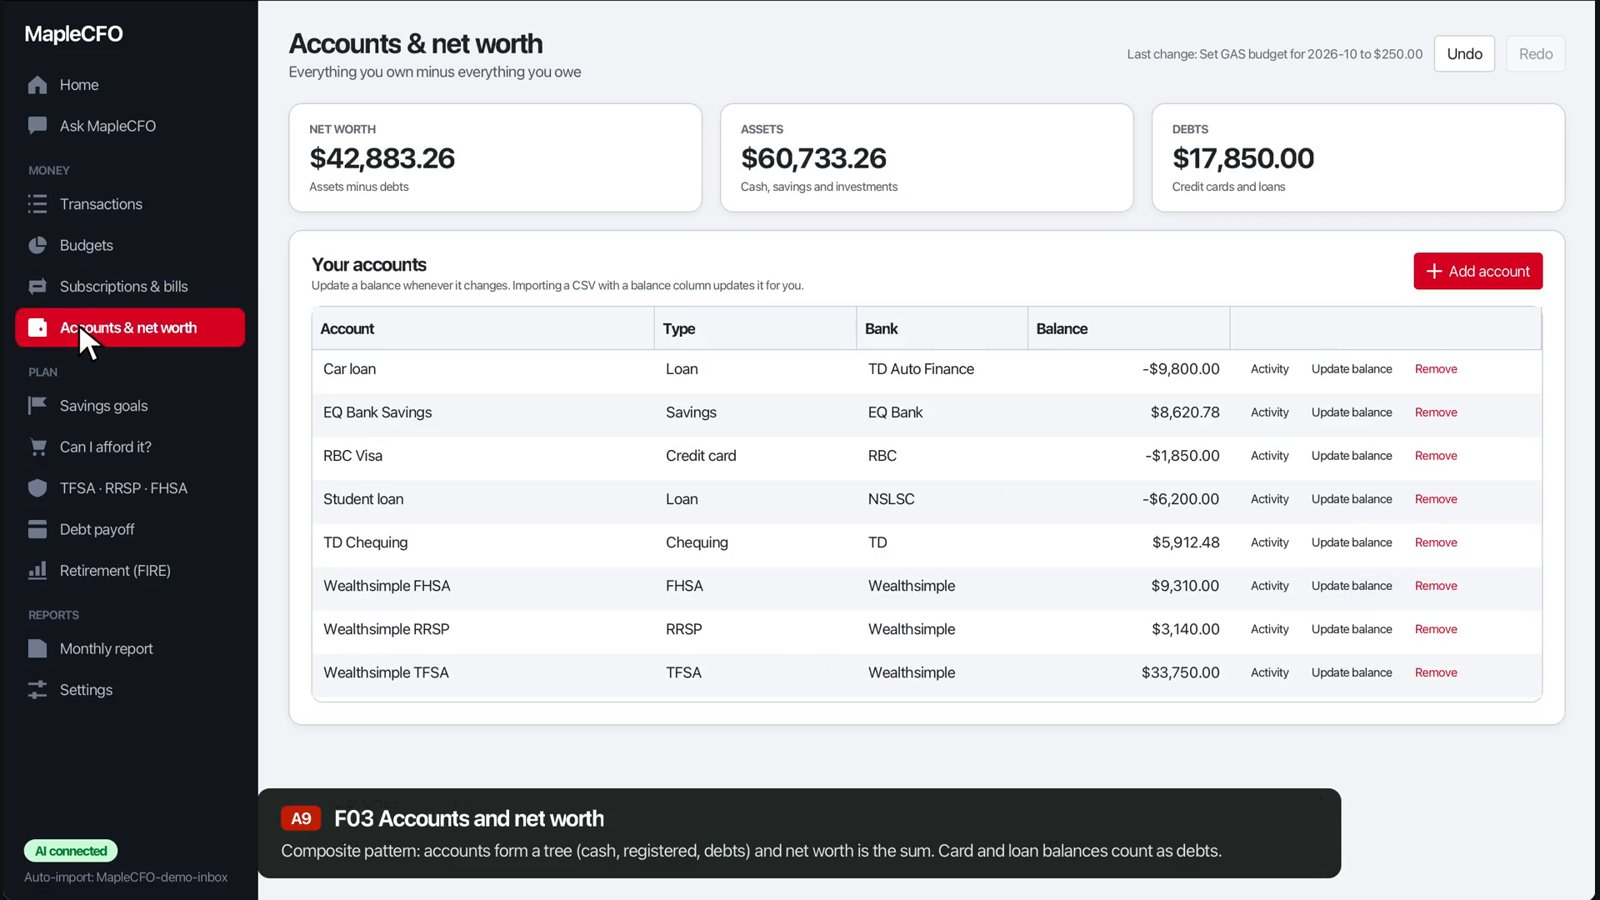 MapleCFO
Home
Ask MapleCFO
MONEY
Transactions
Budgets
Subscriptions & bills
Accounts & net worth
PLAN
Savings goals
Can I afford it?
TFSA · RRSP · FHSA
Debt payoff
Retirement (FIRE)
REPORTS
Monthly report
Settings
AI connected
Auto-import: MapleCFO-demo-inbox
Accounts & net worth
Everything you own minus everything you owe
Last change: Set GAS budget for 2026-10 to $250.00 Undo Redo
NET WORTH
$42,883.26
Assets minus debts
ASSETS
$60,733.26
Cash, savings and investments
DEBTS
$17,850.00
Credit cards and loans
Your accounts
Update a balance whenever it changes. Importing a CSV with a balance column updates it for you.
+ Add account
Account Type Bank Balance
Car loan Loan TD Auto Finance -$9,800.00 Activity Update balance Remove
EQ Bank Savings Savings EQ Bank $8,620.78 Activity Update balance Remove
RBC Visa Credit card RBC -$1,850.00 Activity Update balance Remove
Student loan Loan NSLSC -$6,200.00 Activity Update balance Remove
TD Chequing Chequing TD $5,912.48 Activity Update balance Remove
Wealthsimple FHSA FHSA Wealthsimple $9,310.00 Activity Update balance Remove
Wealthsimple RRSP RRSP Wealthsimple $3,140.00 Activity Update balance Remove
Wealthsimple TFSA TFSA Wealthsimple $33,750.00 Activity Update balance Remove
A9 F03 Accounts and net worth
Composite pattern: accounts form a tree (cash, registered, debts) and net worth is the sum. Card and loan balances count as debts.